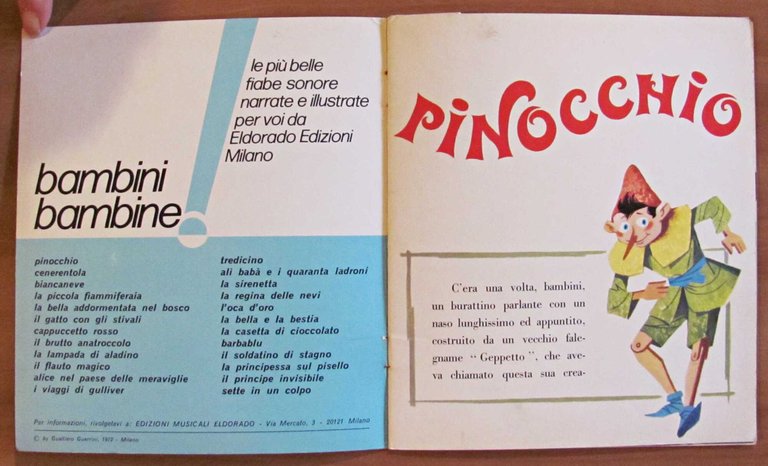 le più belle
fiabe sonore
narrate e illustrate
per voi da
Eldorado Edizioni
Milano
bambini
bambine!
pinocchio
cenerentola
biancaneve
la piccola fiammiferaia
la bella addormentata nel bosco
il gatto con gli stivali
cappuccetto rosso
il brutto anatroccolo
la lampada di aladino
il flauto magico
alice nel paese delle meraviglie
i viaggi di gulliver
tredicino
ali babà e i quaranta ladroni
la sirenetta
la regina delle nevi
l'oca d'oro
la bella e la bestia
la casetta di cioccolato
barbablu
il soldatino di stagno
la principessa sul pisello
il principe invisibile
sette in un colpo
Per informazioni, rivolgetevi a: EDIZIONI MUSICALI ELDORADO - Via Mercato, 3 - 20121 Milano
© by Gualtiero Guerrini, 1973 - Milano
PINOCCHIO
C'era una volta, bambini,
un burattino parlante con un
naso lunghissimo ed appuntito,
costruito da un vecchio fale-
gname "Geppetto", che ave-
va chiamato questa sua crea-